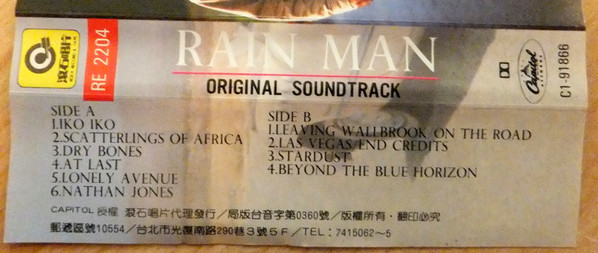 滾石唱片
RE 2204
RAIN MAN
ORIGINAL SOUNDTRACK
Capitol
C1-91866
SIDE A
1.IKO IKO
2.SCATTERLINGS OF AFRICA
3.DRY BONES
4.AT LAST
5.LONELY AVENUE
6.NATHAN JONES
SIDE B
1.LEAVING WALLBROOK ON THE ROAD
2.LAS VEGAS/END CREDITS
3.STARDUST
4.BEYOND THE BLUE HORIZON
CAPITOL 授權 滾石唱片代理發行/局版台音字第0360號/版權所有・翻印必究
郵遞區號10554/台北市光復南路290巷3號5F/TEL:7415062~5